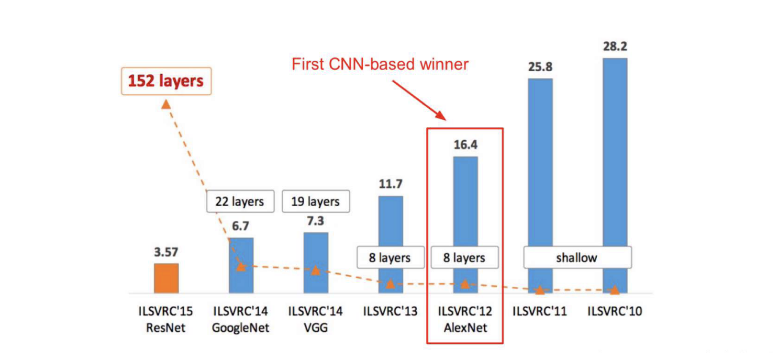 28.2
First CNN-based winner
25.8
152 layers
16.4
11.7
22 layers
19 layers
6.7
7.3
3.57
8 layers
8 layers
shallow
ILSVRC'15
ResNet
ILSVRC'14
GoogleNet
ILSVRC'14
VGG
ILSVRC'13
ILSVRC'12
AlexNet
ILSVRC'11
ILSVRC'10